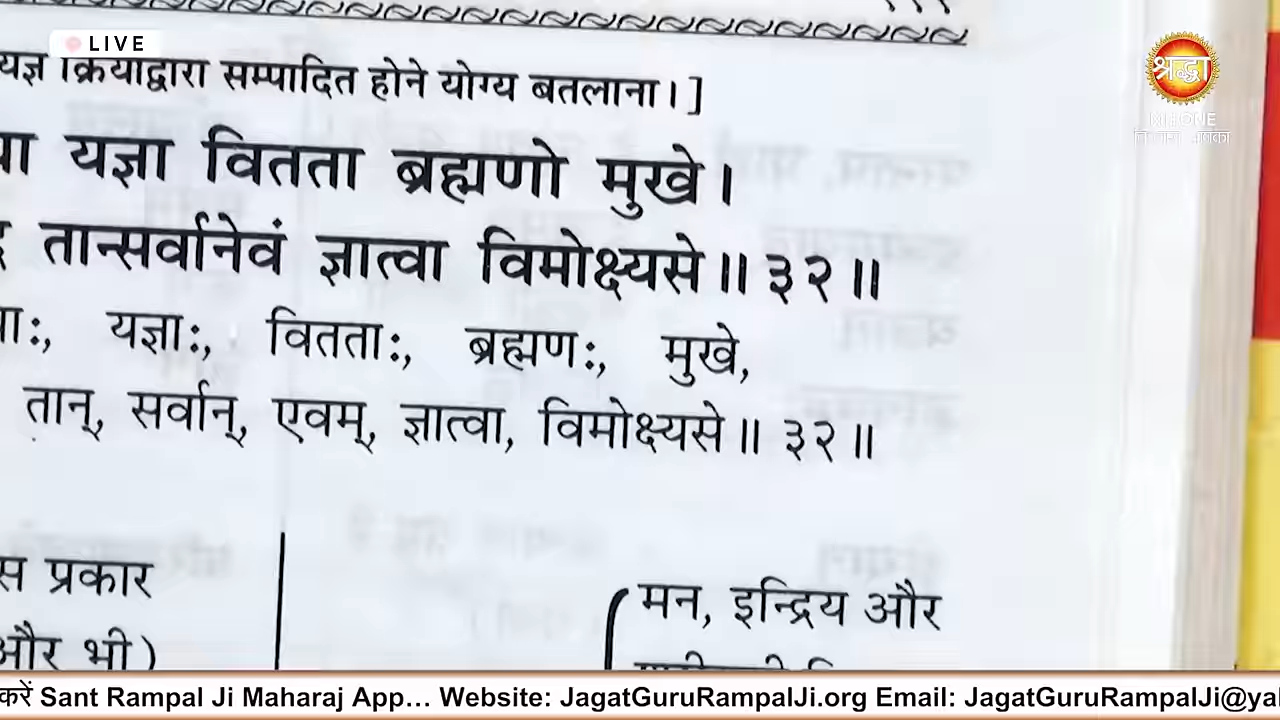 LIVE
श्रद्धा
यज्ञ क्रियाद्वारा सम्पादित होने योग्य बतलाना। ]
यज्ञा वितता ब्रह्मणो मुखे।
तान्सर्वानेवं ज्ञात्वा विमोक्ष्यसे॥ ३२॥
यज्ञाः, वितताः, ब्रह्मणः, मुखे,
तान्, सर्वान्, एवम्, ज्ञात्वा, विमोक्ष्यसे॥ ३२॥
प्रकार
मन, इन्द्रिय और
और भी)
करें Sant Rampal Ji Maharaj App... Website: JagatGuruRampalJi.org Email: JagatGuruRampalJi@ya